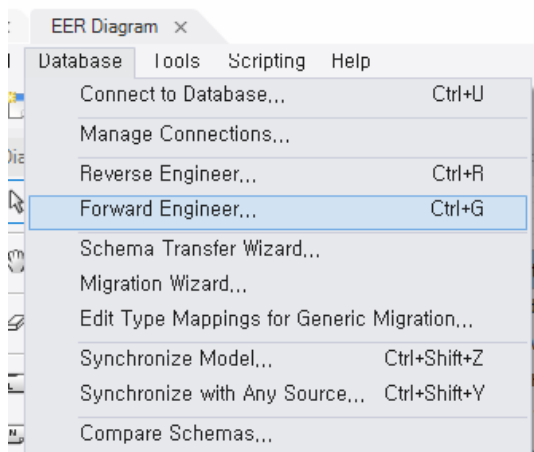 EER Diagram ×
Database Tools Scripting Help
Connect to Database... Ctrl+U
Manage Connections...
Reverse Engineer... Ctrl+R
Forward Engineer... Ctrl+G
Schema Transfer Wizard...
Migration Wizard...
Edit Type Mappings for Generic Migration...
Synchronize Model... Ctrl+Shift+Z
Synchronize with Any Source... Ctrl+Shift+Y
Compare Schemas...